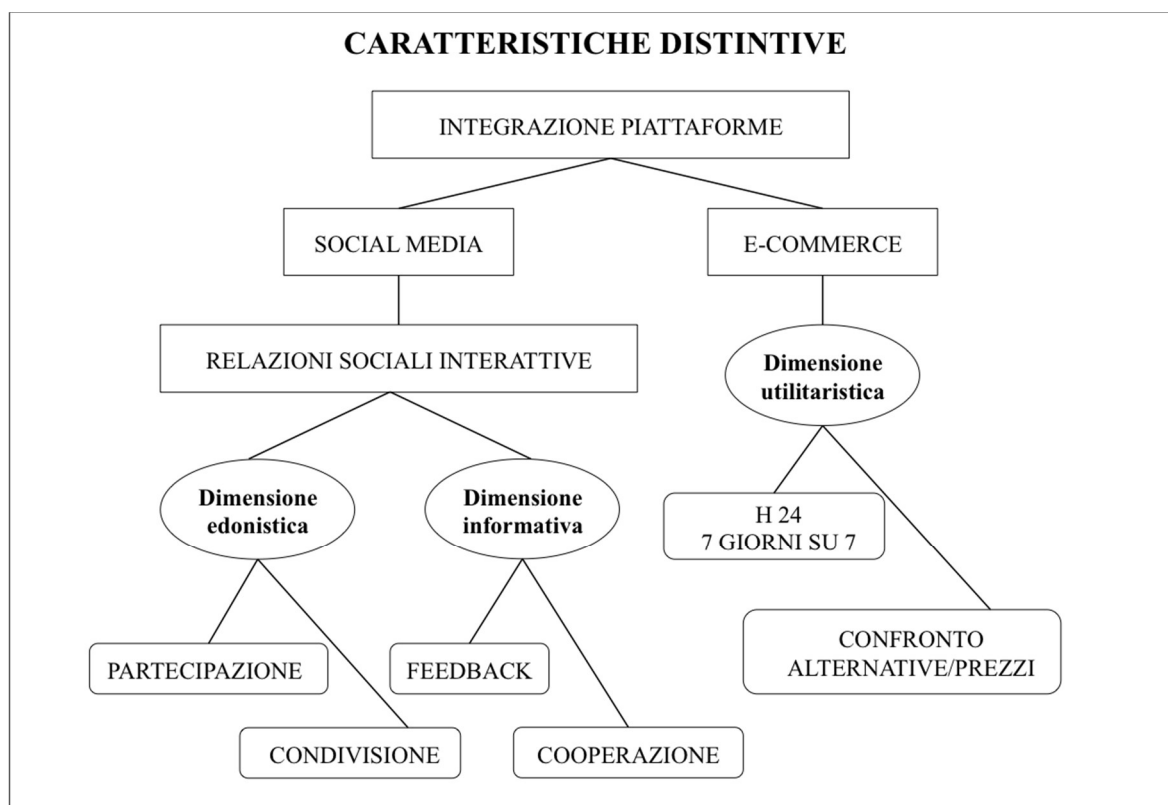 CARATTERISTICHE DISTINTIVE
INTEGRAZIONE PIATTAFORME
SOCIAL MEDIA
E-COMMERCE
RELAZIONI SOCIALI INTERATTIVE
Dimensione
utilitaristica
Dimensione
edonistica
Dimensione
informativa
H 24
7 GIORNI SU 7
PARTECIPAZIONE
FEEDBACK
CONFRONTO
ALTERNATIVE/PREZZI
CONDIVISIONE
COOPERAZIONE